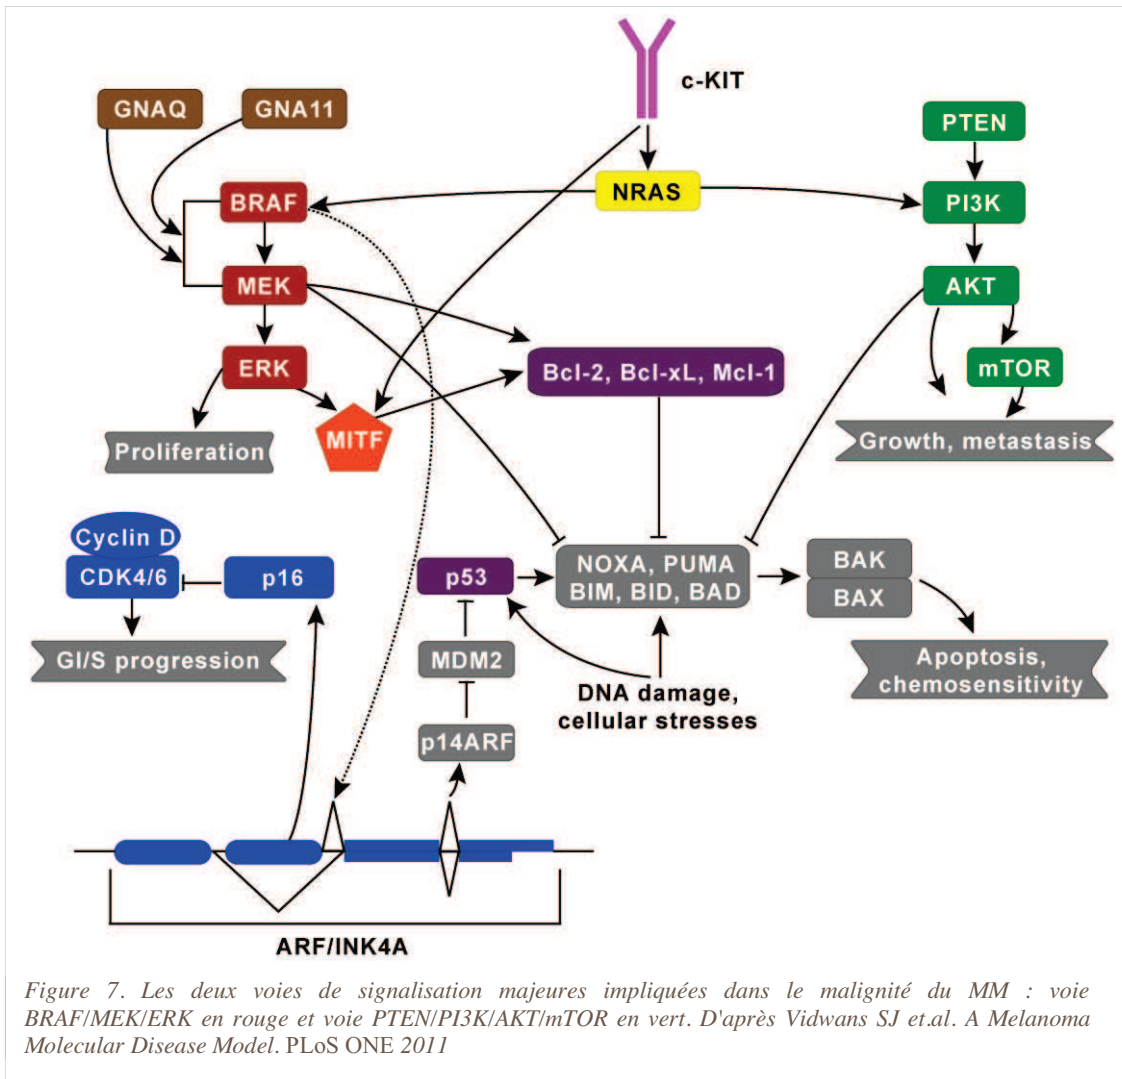 c-KIT
GNAQ
GNA11
PTEN
BRAF
NRAS
PI3K
MEK
AKT
ERK
Bcl-2, Bcl-xL, Mcl-1
mTOR
Proliferation
MITF
Growth, metastasis
Cyclin D
CDK4/6
p16
p53
NOXA, PUMA
BIM, BID, BAD
BAK
BAX
GI/S progression
MDM2
Apoptosis,
chemosensitivity
DNA damage,
cellular stresses
p14ARF
ARF/INK4A
Figure 7. Les deux voies de signalisation majeures impliquées dans le malignité du MM : voie
BRAF/MEK/ERK en rouge et voie PTEN/PI3K/AKT/mTOR en vert. D'après Vidwans SJ et.al. A Melanoma
Molecular Disease Model. PLoS ONE 2011